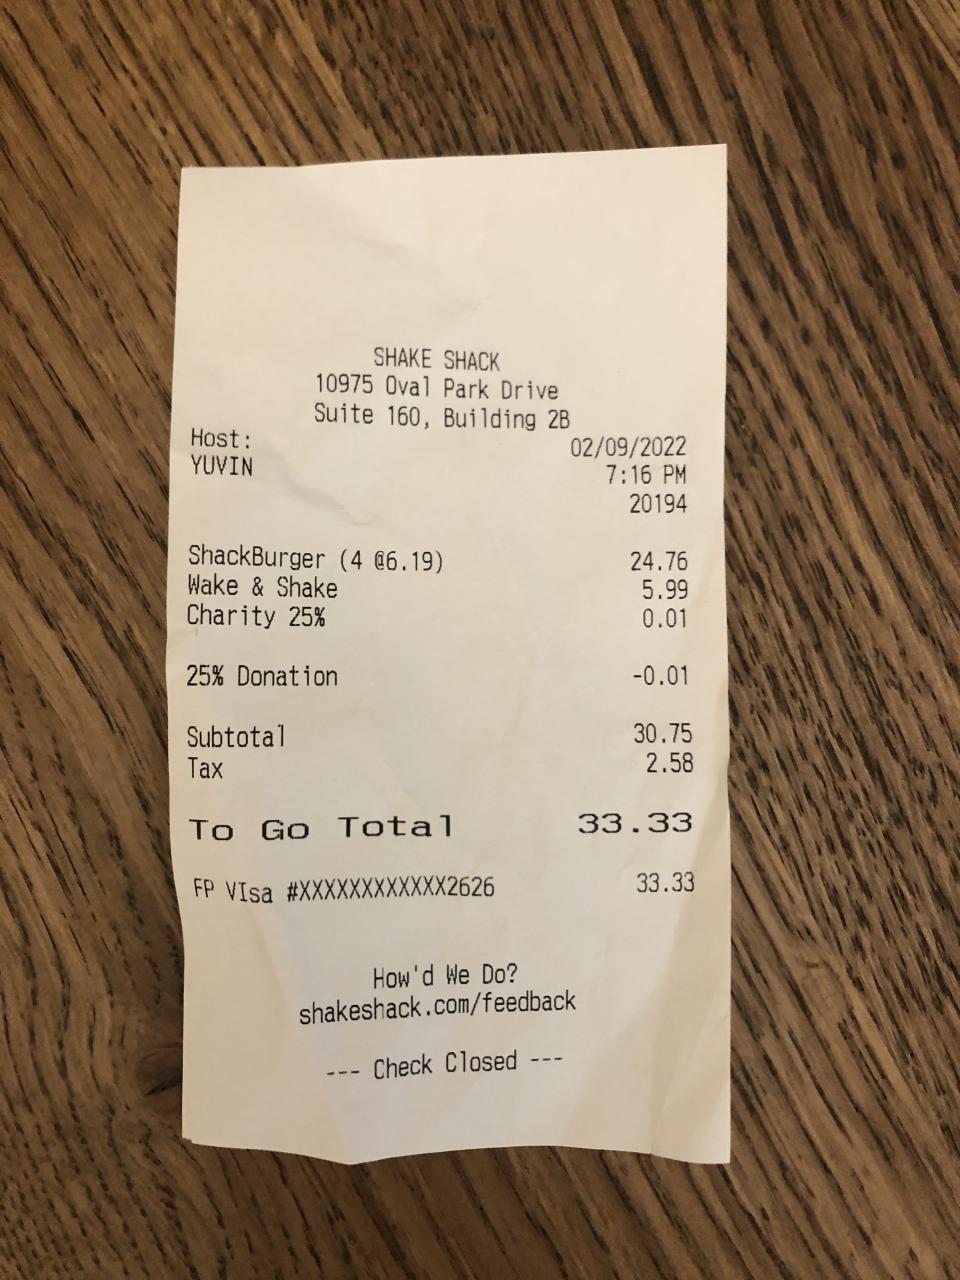 SHAKE SHACK
10975 Oval Park Drive
Suite 160, Building 2B
Host: 02/09/2022
YUVIN 7:16 PM
20194
ShackBurger (4 @6.19) 24.76
Wake & Shake 5.99
Charity 25% 0.01
25% Donation -0.01
Subtotal 30.75
Tax 2.58
To Go Total 33.33
FP VIsa #XXXXXXXXXXXX2626 33.33
How'd We Do?
shakeshack.com/feedback
--- Check Closed ---